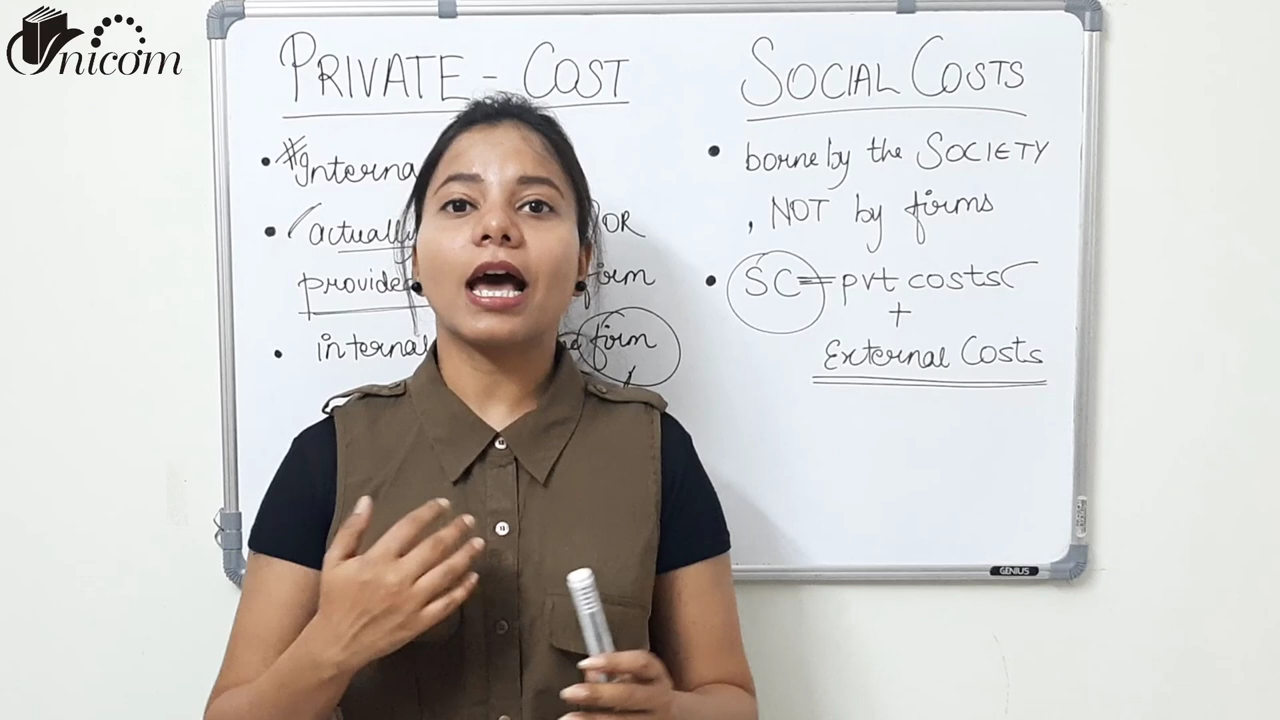 Unicom
PRIVATE - COST
# Interna
actually OR
provide firm
internal firm
SOCIAL COSTS
borne by the SOCIETY
, NOT by firms
SC = pvt costs
+
External Costs
GENIUS